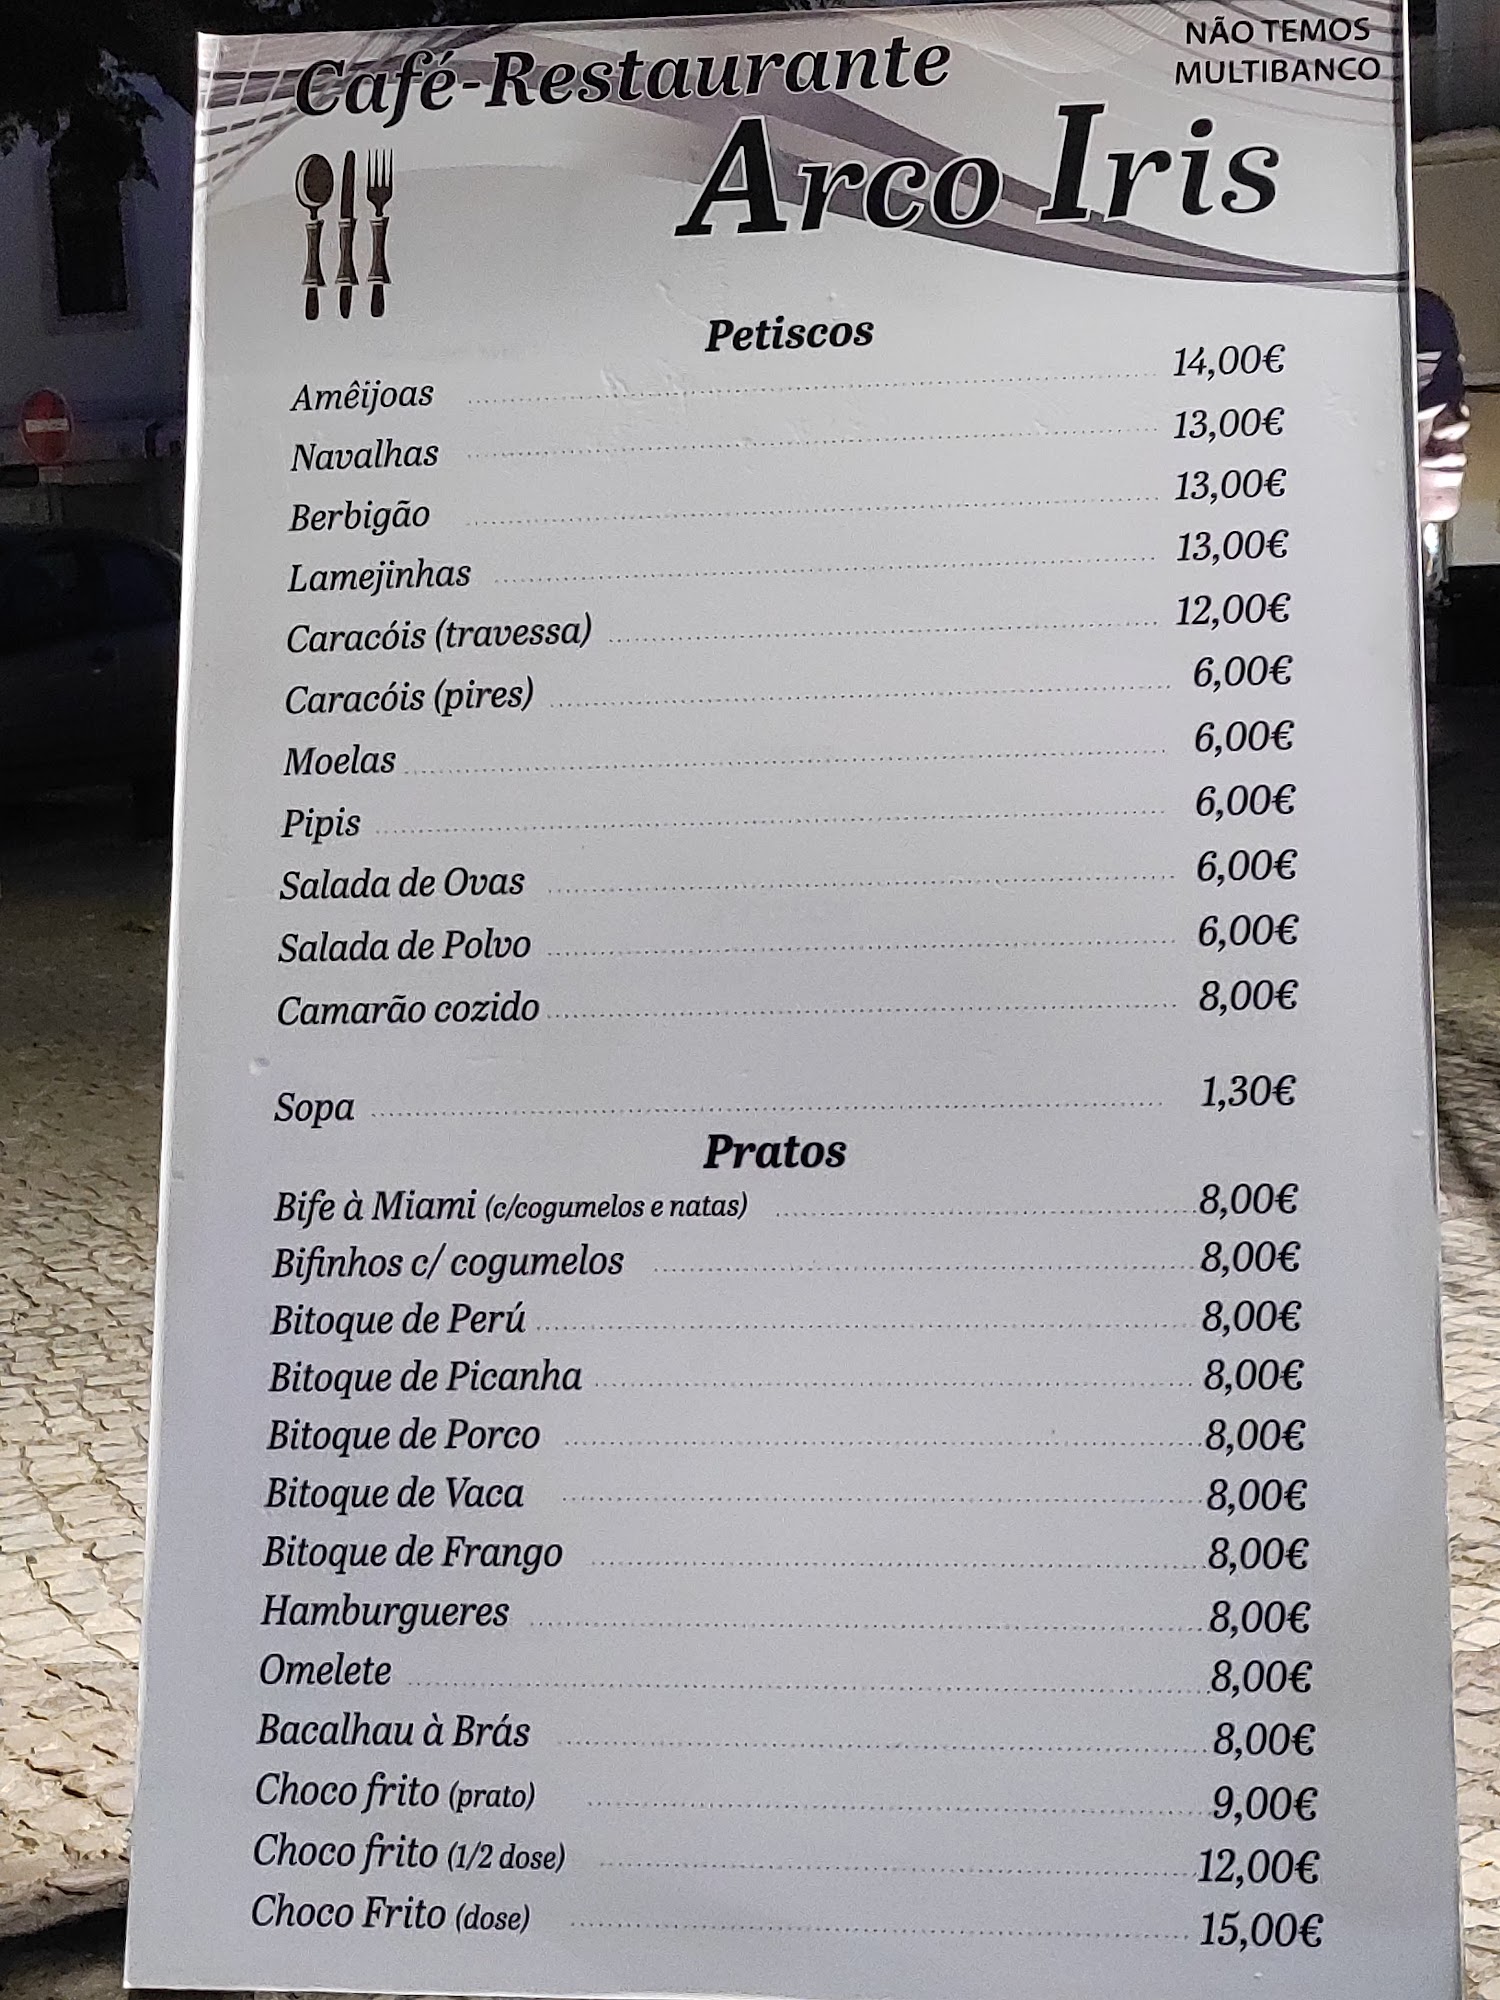 NÃO TEMOS
MULTIBANCO
Café-Restaurante
Arco Iris
Petiscos
Amêijoas 14,00€
Navalhas 13,00€
Berbigão 13,00€
Lamejinhas 13,00€
Caracóis (travessa) 12,00€
Caracóis (pires) 6,00€
Moelas 6,00€
Pipis 6,00€
Salada de Ovas 6,00€
Salada de Polvo 6,00€
Camarão cozido 8,00€
Sopa 1,30€
Pratos
Bife à Miami (c/cogumelos e natas) 8,00€
Bifinhos c/ cogumelos 8,00€
Bitoque de Perú 8,00€
Bitoque de Picanha 8,00€
Bitoque de Porco 8,00€
Bitoque de Vaca 8,00€
Bitoque de Frango 8,00€
Hamburgueres 8,00€
Omelete 8,00€
Bacalhau à Brás 8,00€
Choco frito (prato) 9,00€
Choco frito (1/2 dose) 12,00€
Choco Frito (dose) 15,00€